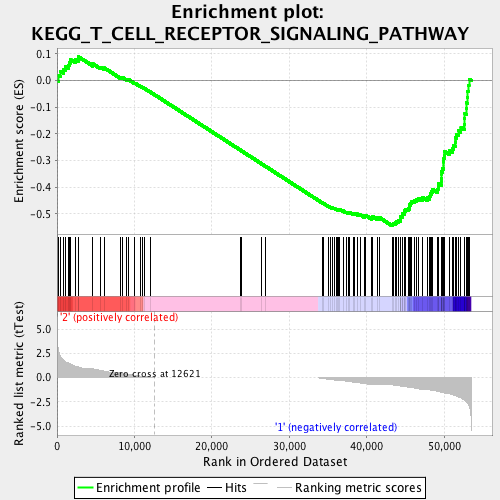 Enrichment plot:
KEGG_T_CELL_RECEPTOR_SIGNALING_PATHWAY
Enrichment score (ES)
0.1
0.0
-0.1
-0.2
-0.3
-0.4
-0.5
'2' (positively correlated)
Ranked list metric (tTest)
5.0
2.5
0.0
-2.5
-5.0
Zero cross at 12621
'1' (negatively correlated)
0
10,000
20,000
30,000
40,000
50,000
Rank in Ordered Dataset
Enrichment profile
Hits
Ranking metric scores